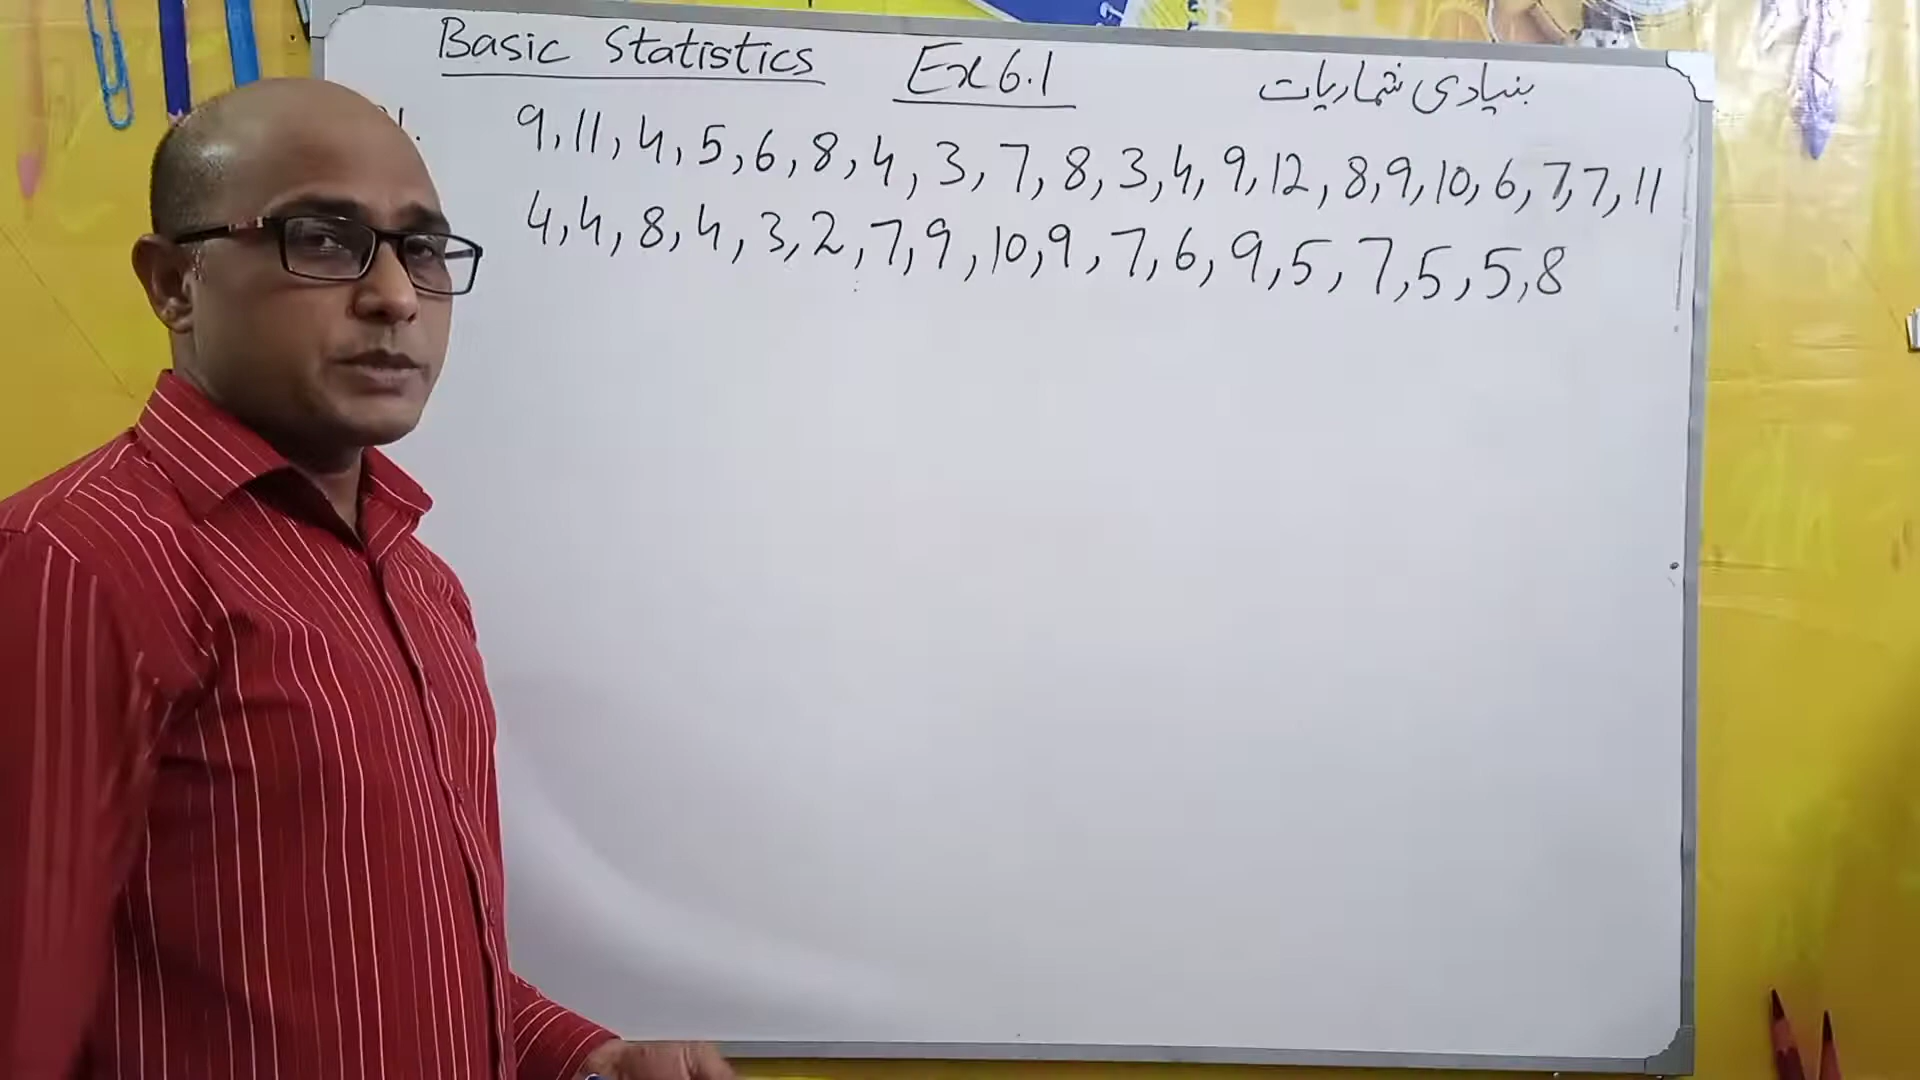 Basic Statistics Ex 6.1 بنیادی شماریات
1. 9, 11, 4, 5, 6, 8, 4, 3, 7, 8, 3, 4, 9, 12, 8, 9, 10, 6, 7, 7, 11
4, 4, 8, 4, 3, 2, 7, 9, 10, 9, 7, 6, 9, 5, 7, 5, 5, 8